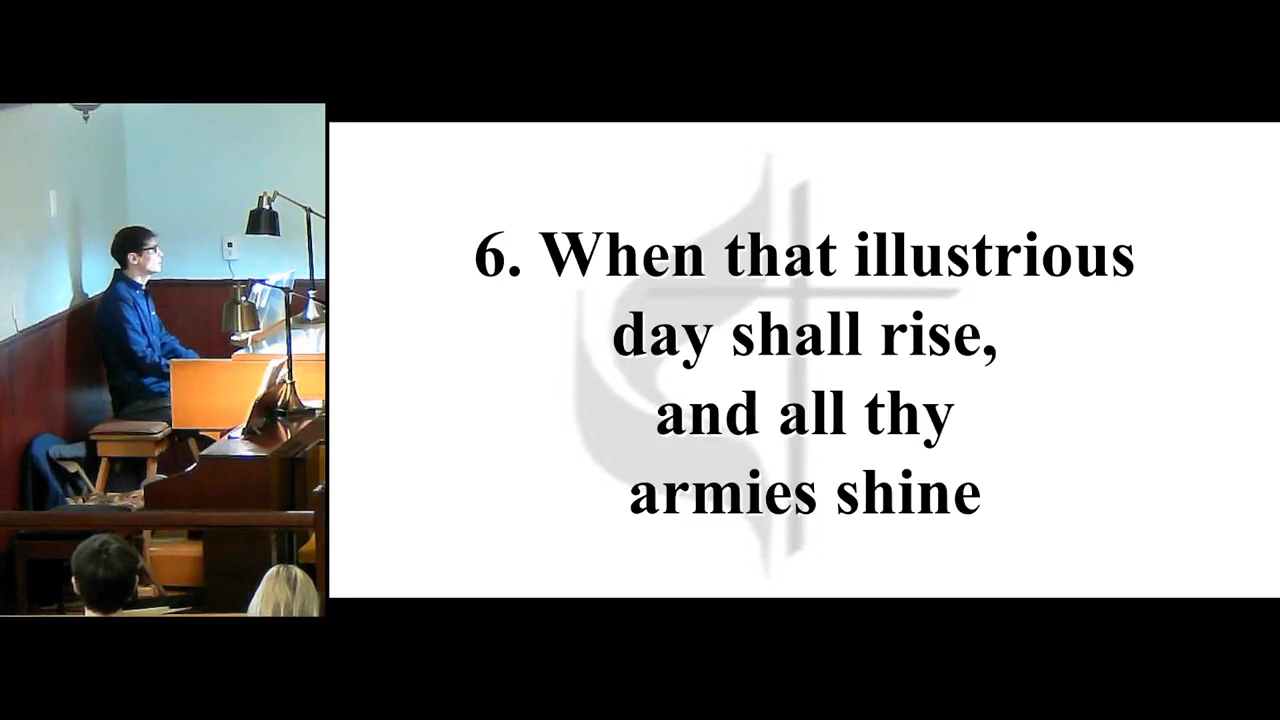 6. When that illustrious
day shall rise,
and all thy
armies shine